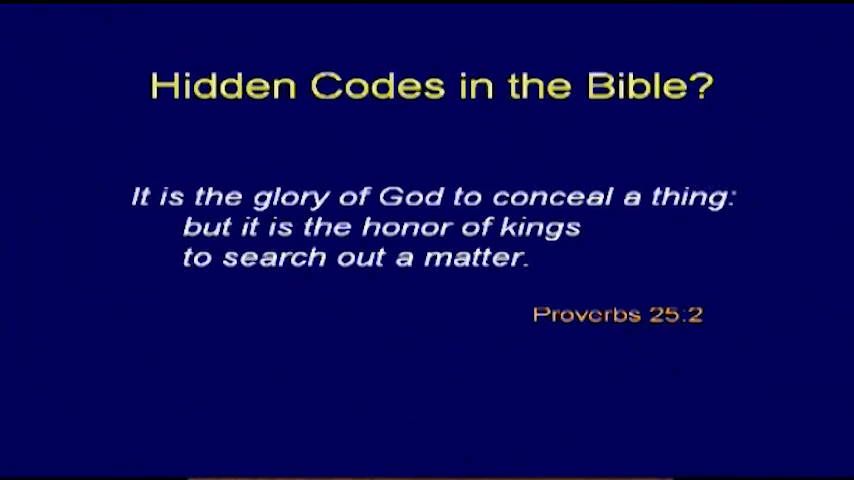 Hidden Codes in the Bible?
It is the glory of God to conceal a thing:
but it is the honor of kings
to search out a matter.
Proverbs 25:2